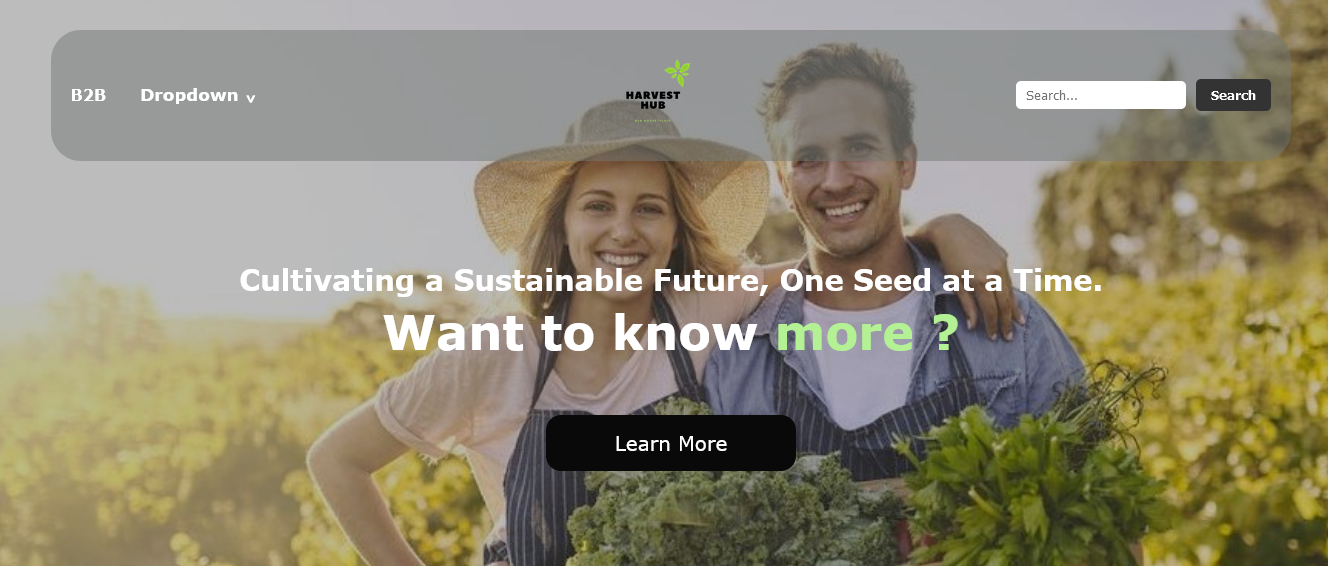 B2B
Dropdown v
HARVEST
HUB
Search...
Search
Cultivating a Sustainable Future, One Seed at a Time.
Want to know more ?
Learn More